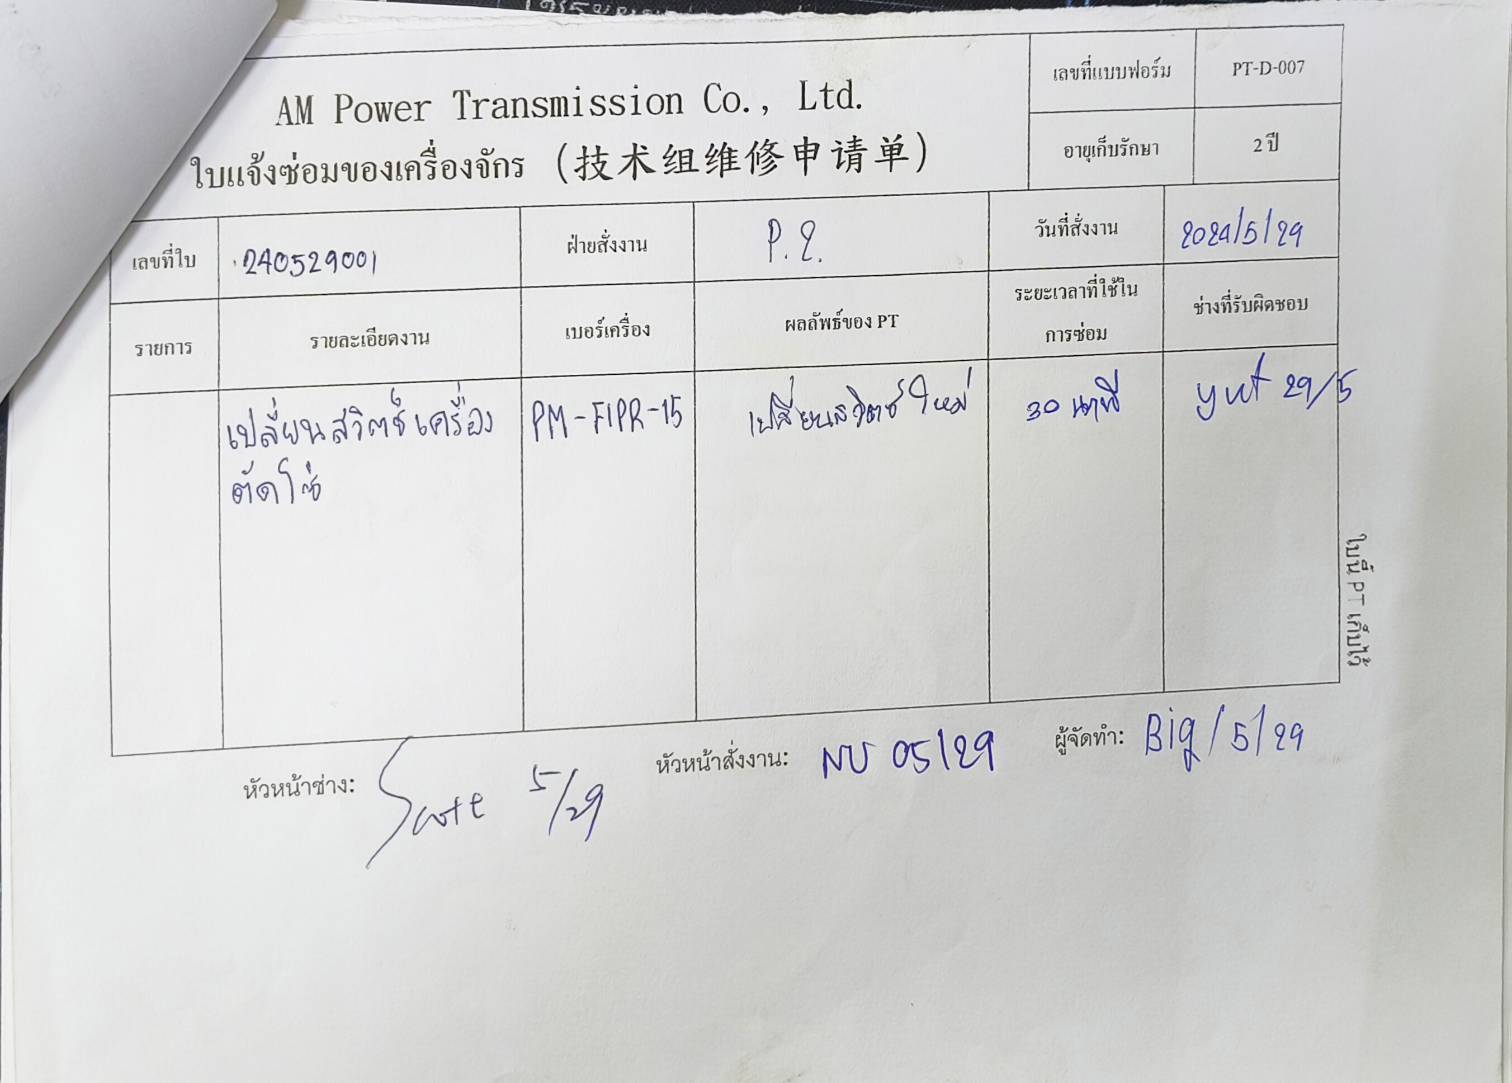 AM Power Transmission Co., Ltd.
ใบแจ้งซ่อมของเครื่องจักร (技术组维修申请单)
เลขที่แบบฟอร์ม PT-D-007
อายุเก็บรักษา 2 ปี
เลขที่ใบ 240529001 ฝ่ายสั่งงาน P.2. วันที่สั่งงาน 2024/5/29
รายการ รายละเอียดงาน เบอร์เครื่อง ผลลัพธ์ของ PT ระยะเวลาที่ใช้ใน
การซ่อม ช่างที่รับผิดชอบ
เปลี่ยนสวิตช์เครื่อง PM-F1PR-15 เปลี่ยนสวิตช์ใหม่ 30 นาที yut 29/5
ตัดโซ่
ใบนี้ PT เก็บไว้
หัวหน้าช่าง: 5/29 หัวหน้าสั่งงาน: NU 05/29 ผู้จัดทำ: Big/5/29